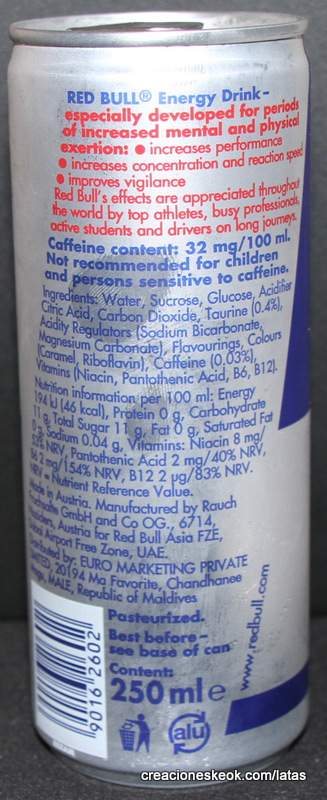 RED BULL® Energy Drink –
especially developed for periods
of increased mental and physical
exertion: ● increases performance
● increases concentration and reaction speed
● improves vigilance
Red Bull's effects are appreciated throughout
the world by top athletes, busy professionals,
active students and drivers on long journeys.
Caffeine content: 32 mg/100 ml.
Not recommended for children
and persons sensitive to caffeine.
Ingredients: Water, Sucrose, Glucose, Acidifier
Citric Acid, Carbon Dioxide, Taurine (0.4%),
Acidity Regulators (Sodium Bicarbonate,
Magnesium Carbonate), Flavourings, Colours
(Caramel, Riboflavin), Caffeine (0.03%),
Vitamins (Niacin, Pantothenic Acid, B6, B12).
Nutrition information per 100 ml: Energy
194 kJ (46 kcal), Protein 0 g, Carbohydrate
11 g, Total Sugar 11 g, Fat 0 g, Saturated Fat
0 g, Sodium 0.04 g, Vitamins: Niacin 8 mg/
NRV, Pantothenic Acid 2 mg/40% NRV,
B6 2 mg/154% NRV, B12 2 µg/83% NRV.
NRV = Nutrient Reference Value.
Made in Austria. Manufactured by Rauch
GmbH and Co OG., 6714,
Austria for Red Bull Asia FZE,
Airport Free Zone, UAE.
by: EURO MARKETING PRIVATE
20194 Ma Favorite, Chandhanee
MALE, Republic of Maldives
Pasteurized.
Best before –
see base of can
Content:
250 ml e
www.redbull.com
90162602
alu
creacioneskeok.com/latas